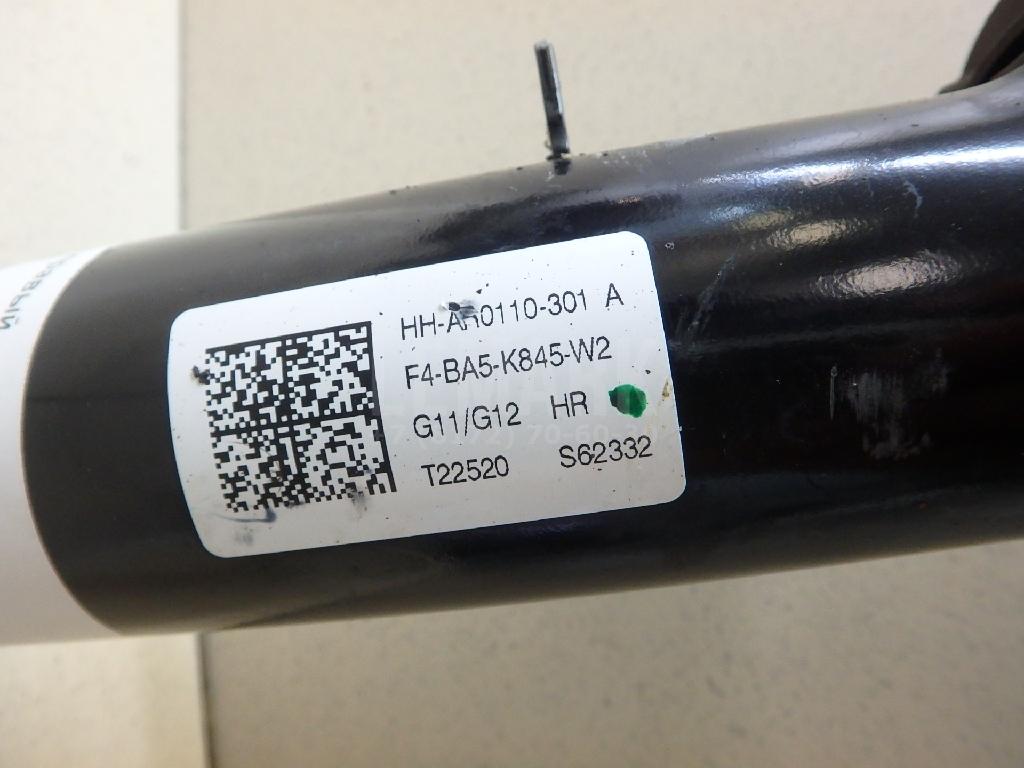 HH-AR0110-301 A
F4-BA5-K845-W2
G11/G12 HR
T22520 S62332